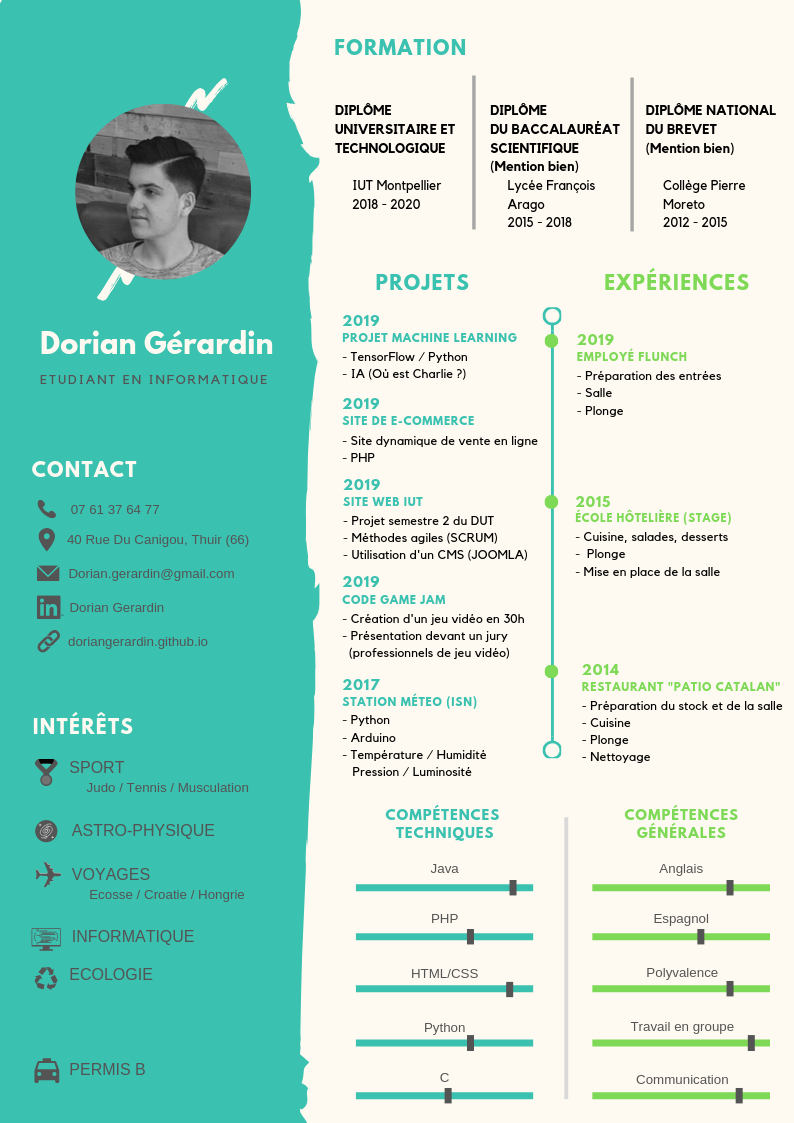 Dorian Gérardin
ETUDIANT EN INFORMATIQUE
CONTACT
07 61 37 64 77
40 Rue Du Canigou, Thuir (66)
Dorian.gerardin@gmail.com
Dorian Gerardin
doriangerardin.github.io
INTÉRÊTS
SPORT
Judo / Tennis / Musculation
ASTRO-PHYSIQUE
VOYAGES
Ecosse / Croatie / Hongrie
INFORMATIQUE
ECOLOGIE
PERMIS B
FORMATION
DIPLÔME
UNIVERSITAIRE ET
TECHNOLOGIQUE
IUT Montpellier
2018 - 2020
DIPLÔME
DU BACCALAURÉAT
SCIENTIFIQUE
(Mention bien)
Lycée François
Arago
2015 - 2018
DIPLÔME NATIONAL
DU BREVET
(Mention bien)
Collège Pierre
Moreto
2012 - 2015
PROJETS
2019
PROJET MACHINE LEARNING
- TensorFlow / Python
- IA (Où est Charlie ?)
2019
SITE DE E-COMMERCE
- Site dynamique de vente en ligne
- PHP
2019
SITE WEB IUT
- Projet semestre 2 du DUT
- Méthodes agiles (SCRUM)
- Utilisation d'un CMS (JOOMLA)
2019
CODE GAME JAM
- Création d'un jeu vidéo en 30h
- Présentation devant un jury
(professionnels de jeu vidéo)
2017
STATION MÉTEO (ISN)
- Python
- Arduino
- Température / Humidité
Pression / Luminosité
EXPÉRIENCES
2019
EMPLOYÉ FLUNCH
- Préparation des entrées
- Salle
- Plonge
2015
ÉCOLE HÔTELIÈRE (STAGE)
- Cuisine, salades, desserts
- Plonge
- Mise en place de la salle
2014
RESTAURANT "PATIO CATALAN"
- Préparation du stock et de la salle
- Cuisine
- Plonge
- Nettoyage
COMPÉTENCES
TECHNIQUES
Java
PHP
HTML/CSS
Python
C
COMPÉTENCES
GÉNÉRALES
Anglais
Espagnol
Polyvalence
Travail en groupe
Communication